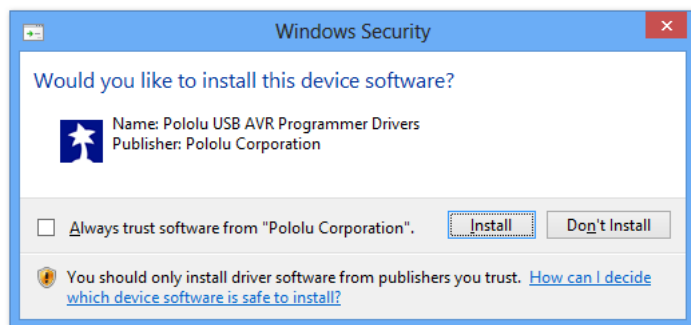 Windows Security
Would you like to install this device software?
Name: Pololu USB AVR Programmer Drivers
Publisher: Pololu Corporation
Always trust software from "Pololu Corporation".
Install
Don't Install
You should only install driver software from publishers you trust. How can I decide
which device software is safe to install?